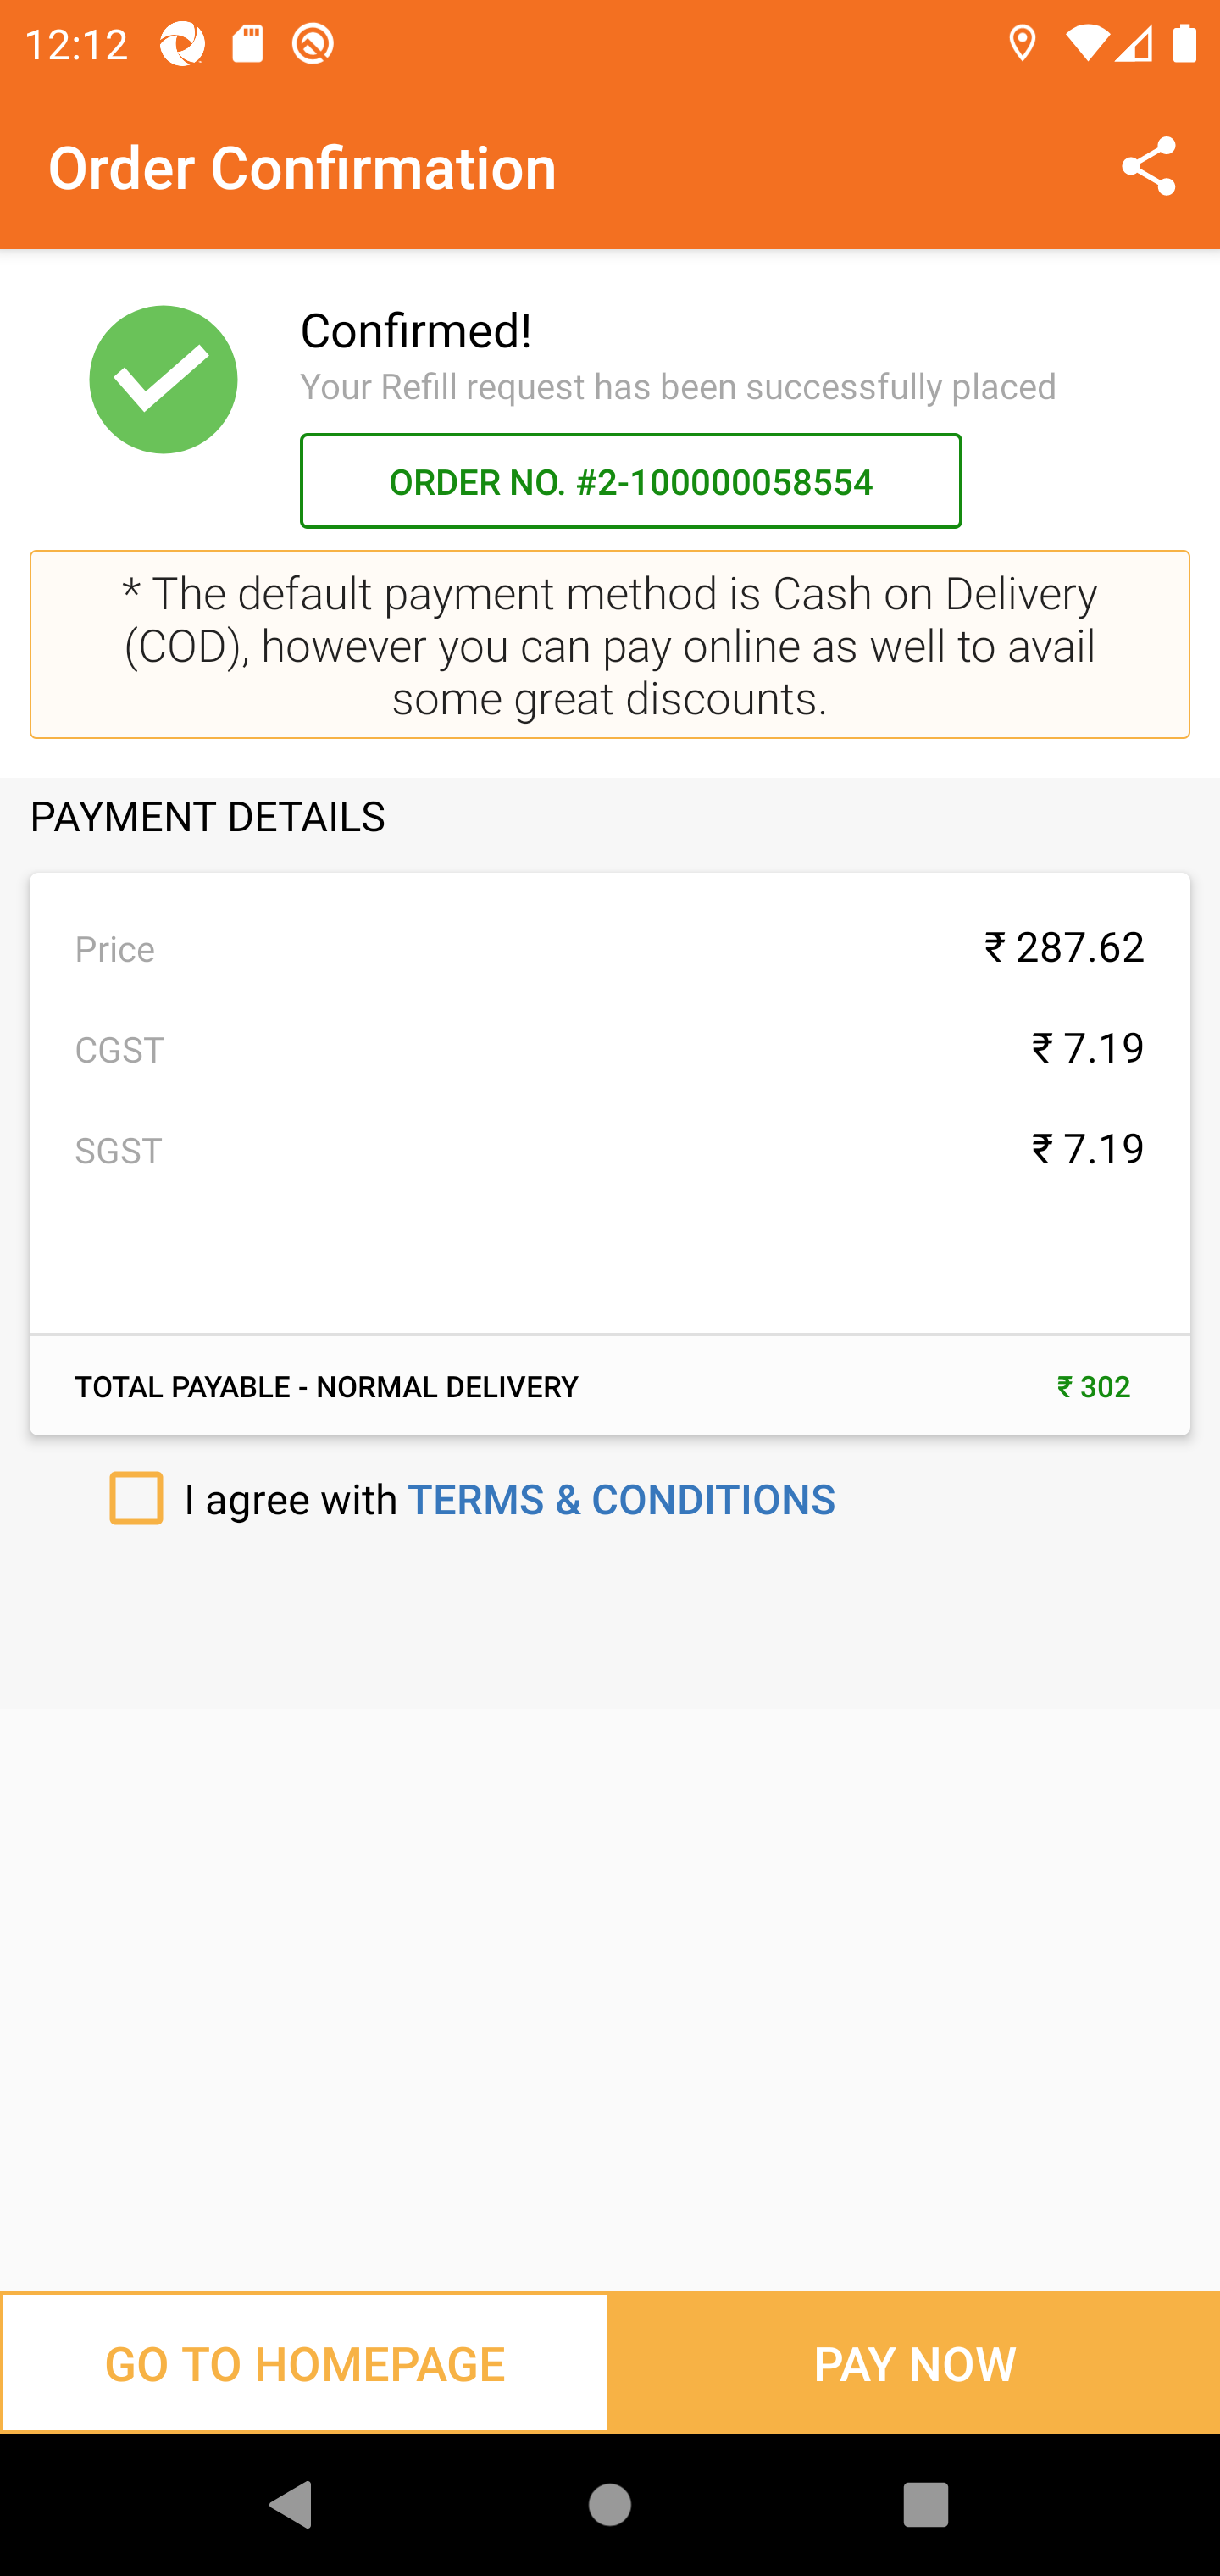 12:12
Order Confirmation
Confirmed!
Your Refill request has been successfully placed
ORDER NO. #2-100000058554
* The default payment method is Cash on Delivery
(COD), however you can pay online as well to avail
some great discounts.
PAYMENT DETAILS
Price ₹ 287.62
CGST ₹ 7.19
SGST ₹ 7.19
TOTAL PAYABLE - NORMAL DELIVERY ₹ 302
I agree with TERMS & CONDITIONS
GO TO HOMEPAGE PAY NOW